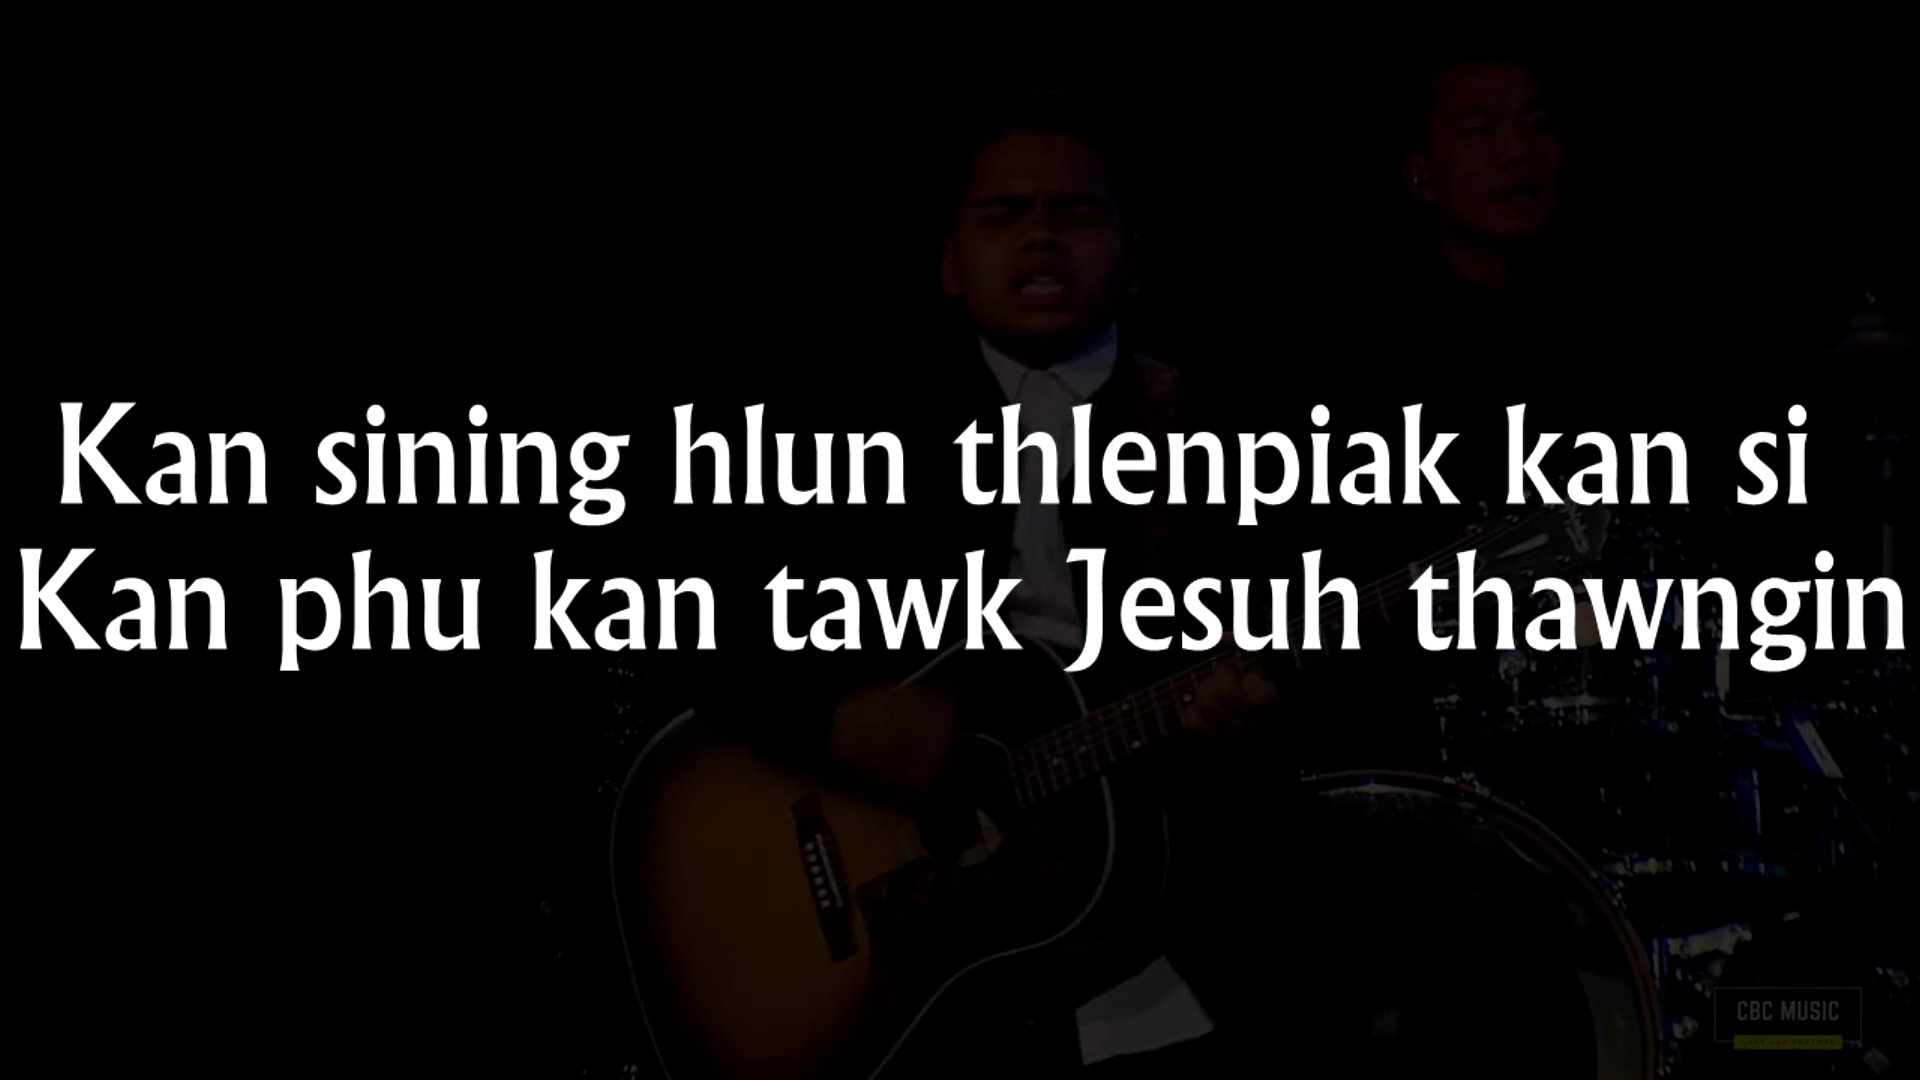 Kan sining hlun thlenpiak kan si
Kan phu kan tawk Jesuh thawngin
CBC MUSIC